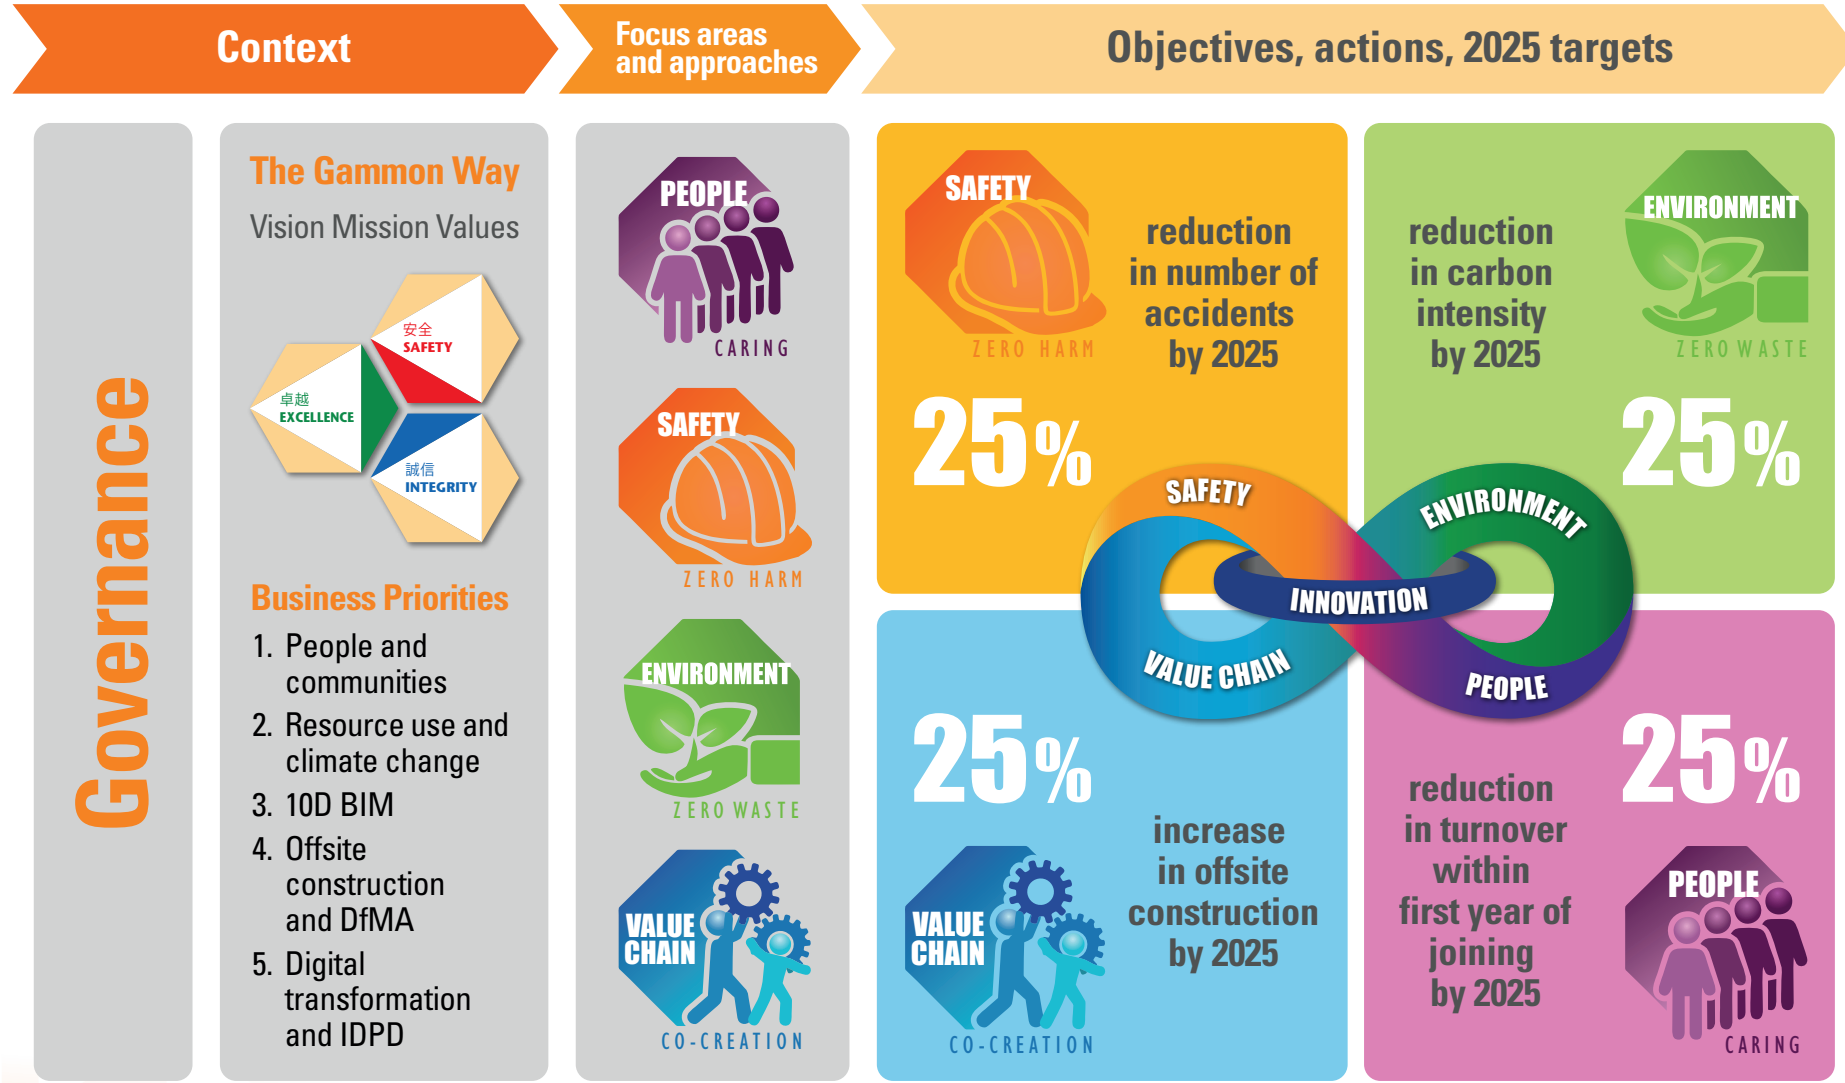 Context
Focus areas
and approaches
Objectives, actions, 2025 targets
Governance
The Gammon Way
Vision Mission Values
安全
SAFETY
卓越
EXCELLENCE
誠信
INTEGRITY
Business Priorities
1. People and
communities
2. Resource use and
climate change
3. 10D BIM
4. Offsite
construction
and DfMA
5. Digital
transformation
and IDPD
PEOPLE
CARING
SAFETY
ZERO HARM
ENVIRONMENT
ZERO WASTE
VALUE
CHAIN
CO-CREATION
SAFETY
ZERO HARM
reduction
in number of
accidents
by 2025
25%
reduction
in carbon
intensity
by 2025
ENVIRONMENT
ZERO WASTE
25%
SAFETY
ENVIRONMENT
INNOVATION
VALUE CHAIN
PEOPLE
25%
increase
in offsite
construction
by 2025
VALUE
CHAIN
CO-CREATION
25%
reduction
in turnover
within
first year of
joining
by 2025
PEOPLE
CARING